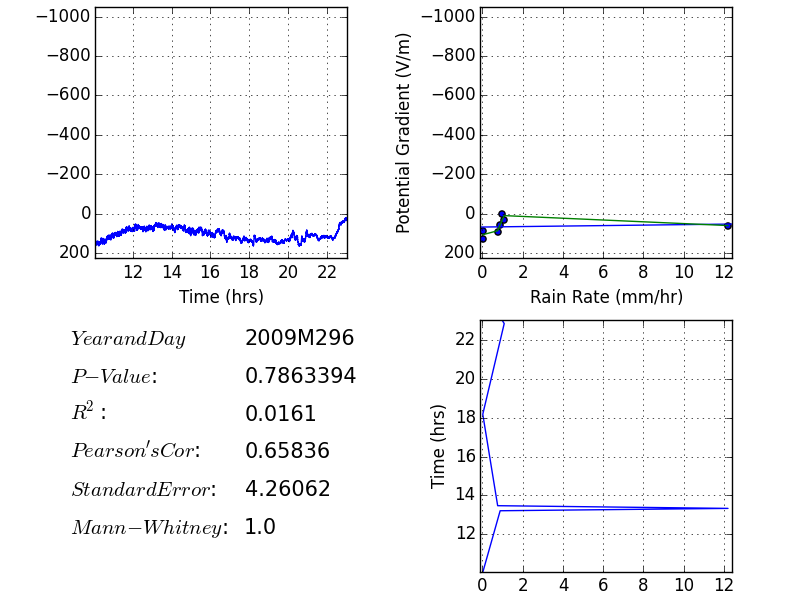 −1000
−800
−600
−400
−200
0
200
12 14 16 18 20 22
Time (hrs)
Potential Gradient (V/m)
−1000
−800
−600
−400
−200
0
200
0 2 4 6 8 10 12
Rain Rate (mm/hr)
YearandDay 2009M296
P−Value: 0.7863394
R²: 0.0161
Pearson'sCor: 0.65836
StandardError: 4.26062
Mann−Whitney: 1.0
Time (hrs)
22
20
18
16
14
12
0 2 4 6 8 10 12